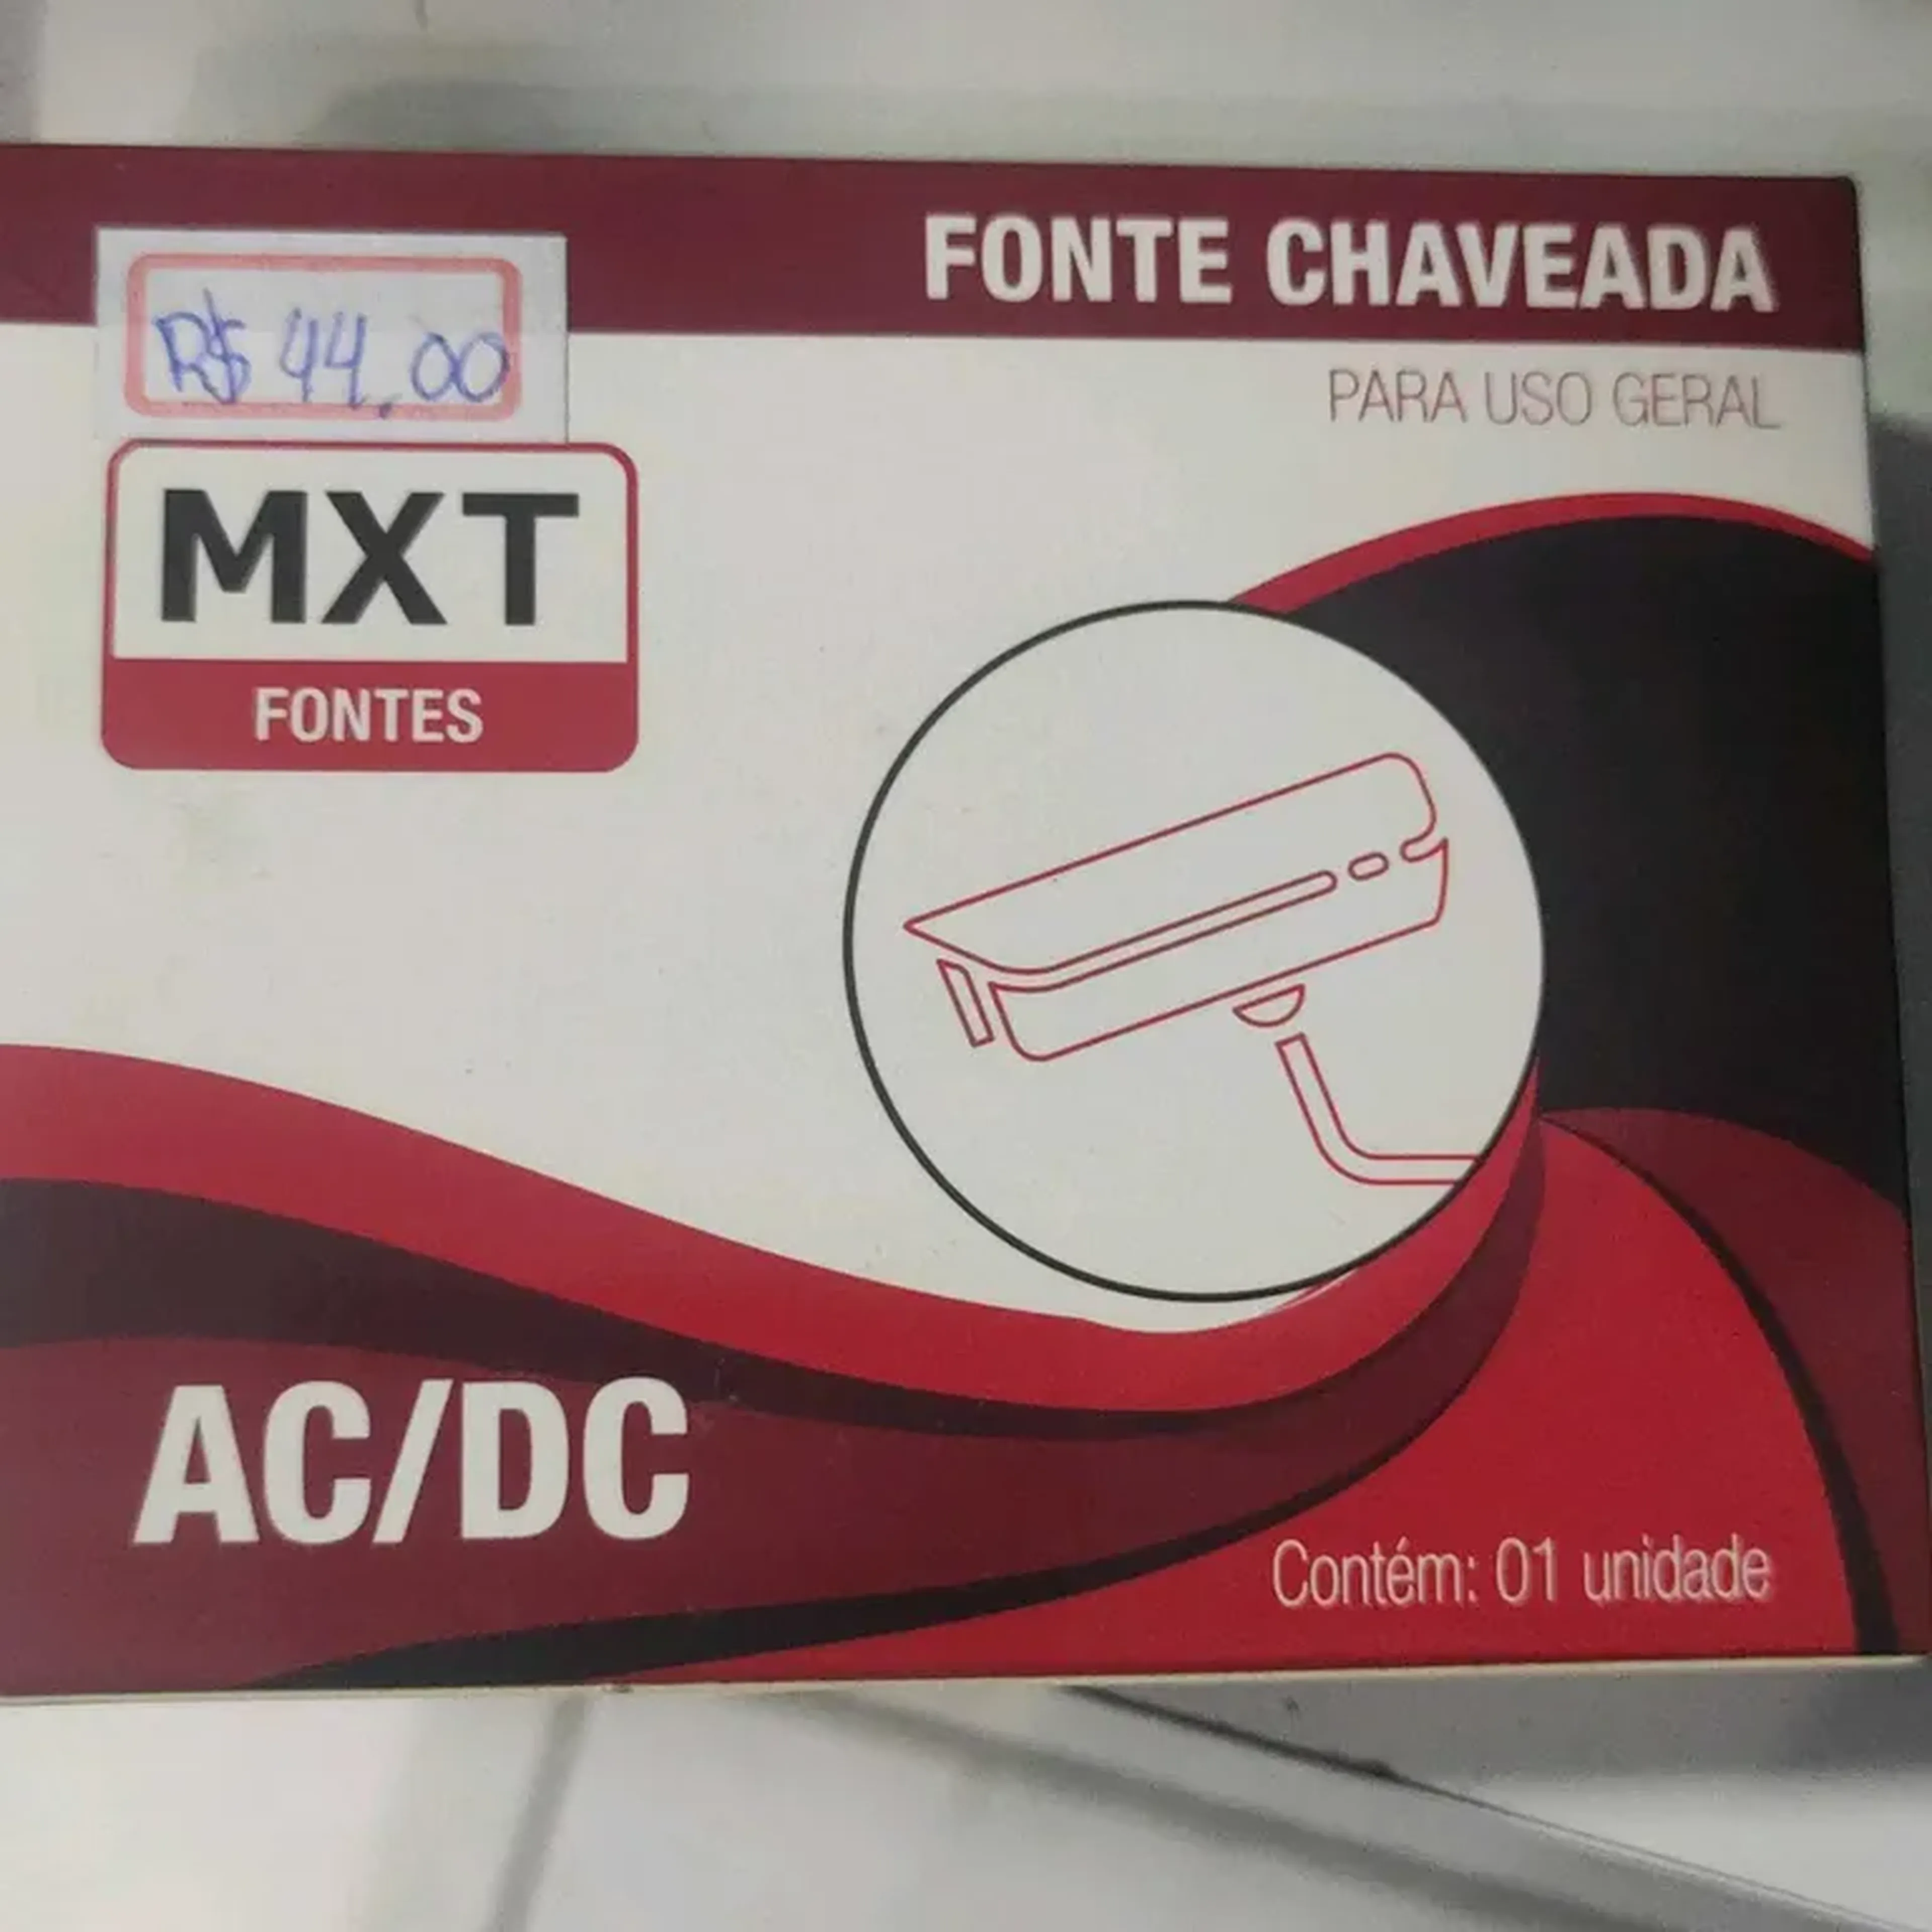 FONTE CHAVEADA
PARA USO GERAL
R$ 44,00
MXT
FONTES
AC/DC
Contém: 01 unidade